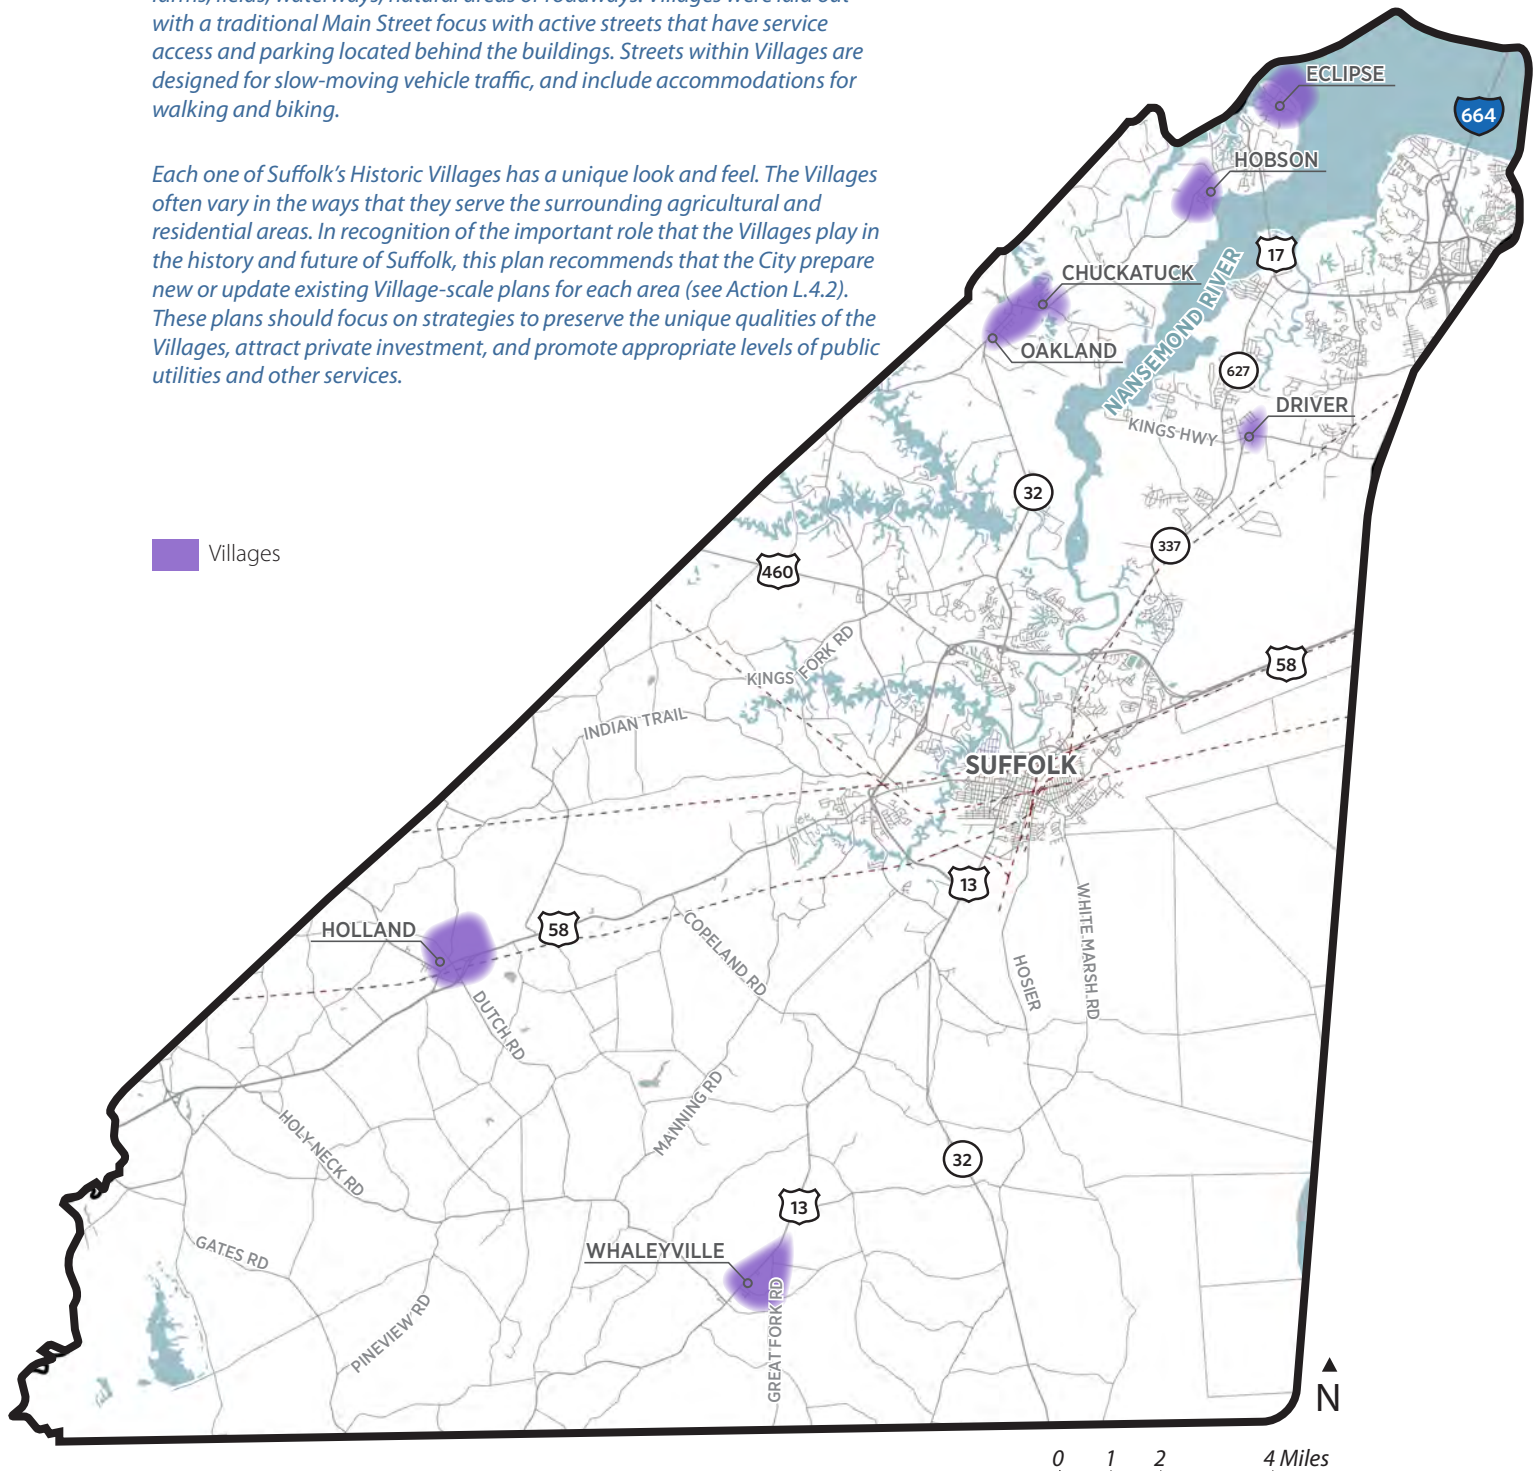 farms, fields, waterways, natural areas or roadways. Villages were laid out
with a traditional Main Street focus with active streets that have service
access and parking located behind the buildings. Streets within Villages are
designed for slow-moving vehicle traffic, and include accommodations for
walking and biking.
Each one of Suffolk’s Historic Villages has a unique look and feel. The Villages
often vary in the ways that they serve the surrounding agricultural and
residential areas. In recognition of the important role that the Villages play in
the history and future of Suffolk, this plan recommends that the City prepare
new or update existing Village-scale plans for each area (see Action L.4.2).
These plans should focus on strategies to preserve the unique qualities of the
Villages, attract private investment, and promote appropriate levels of public
utilities and other services.
Villages
ECLIPSE
664
HOBSON
17
CHUCKATUCK
NANSEMOND RIVER
OAKLAND
627
DRIVER
KINGS HWY
32
337
460
KINGS FORK RD
58
INDIAN TRAIL
SUFFOLK
13
WHITE MARSH RD
HOLLAND
58
COPELAND RD
HOSIER
DUTCH RD
MANNING RD
HOLY NECK RD
32
13
GATES RD
WHALEYVILLE
PINEVIEW RD
GREAT FORK RD
N
0 1 2 4 Miles